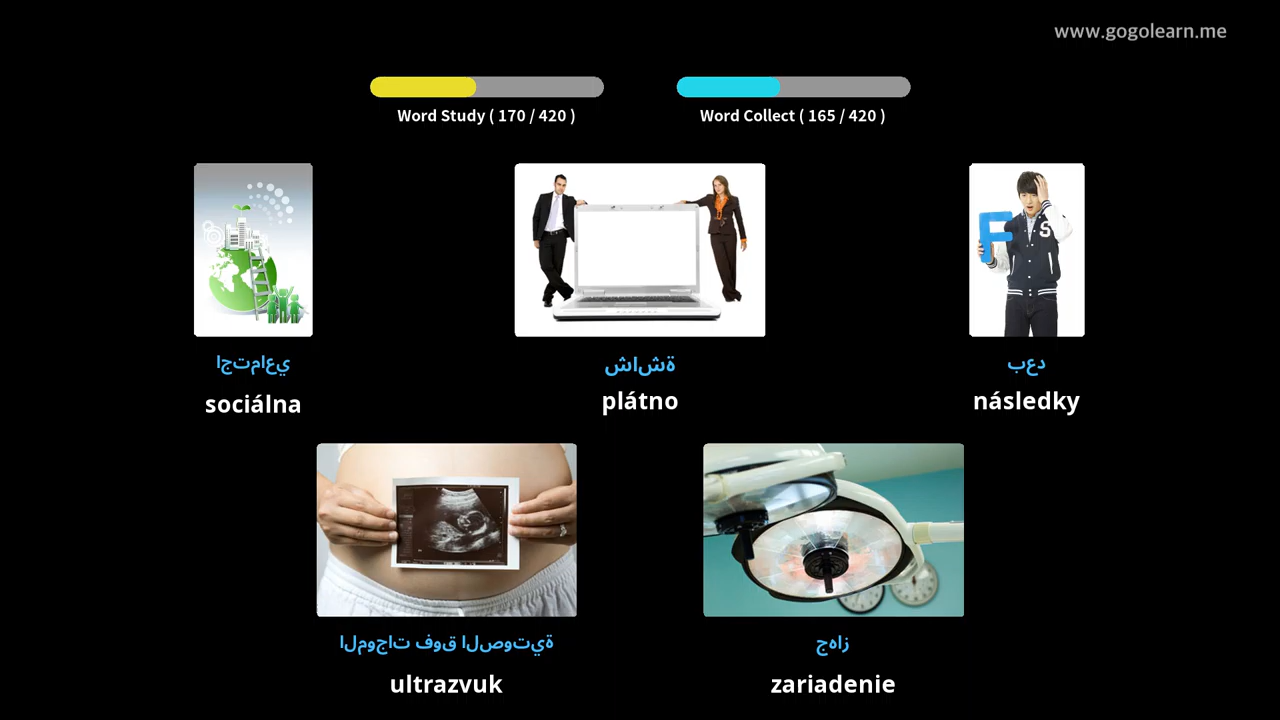 www.gogolearn.me
Word Study ( 170 / 420 )
Word Collect ( 165 / 420 )
F
S
اجتماعي
شاشة
بعد
sociálna
plátno
následky
الموجات فوق الصوتية
جهاز
ultrazvuk
zariadenie